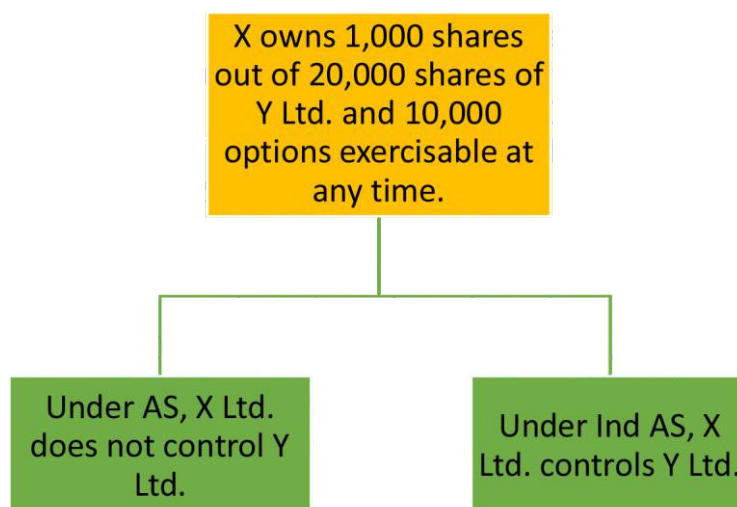 X owns 1,000 shares
out of 20,000 shares of
Y Ltd. and 10,000
options exercisable at
any time.
Under AS, X Ltd.
does not control Y
Ltd.
Under Ind AS, X
Ltd. controls Y Ltd.